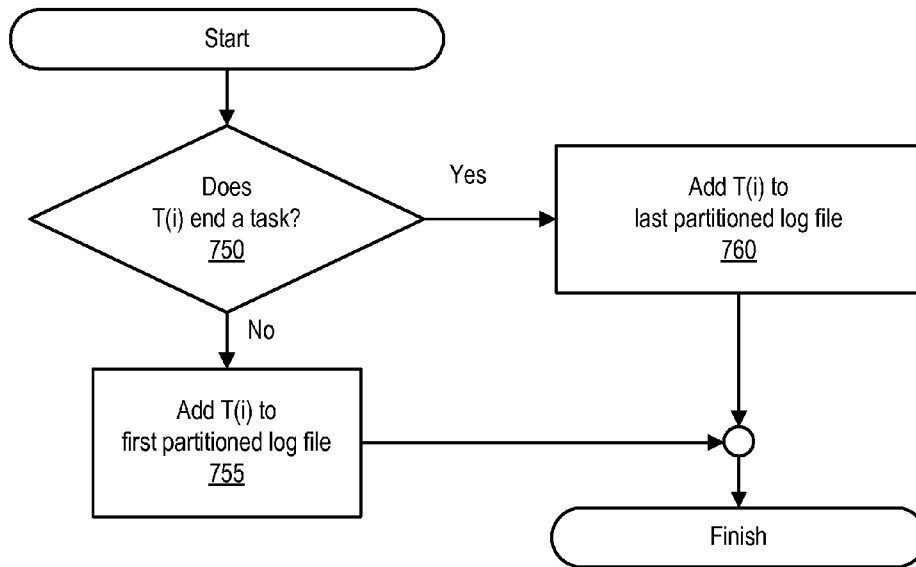 Start
Does
T(i) end a task?
750
Yes
Add T(i) to
last partitioned log file
760
No
Add T(i) to
first partitioned log file
755
Finish